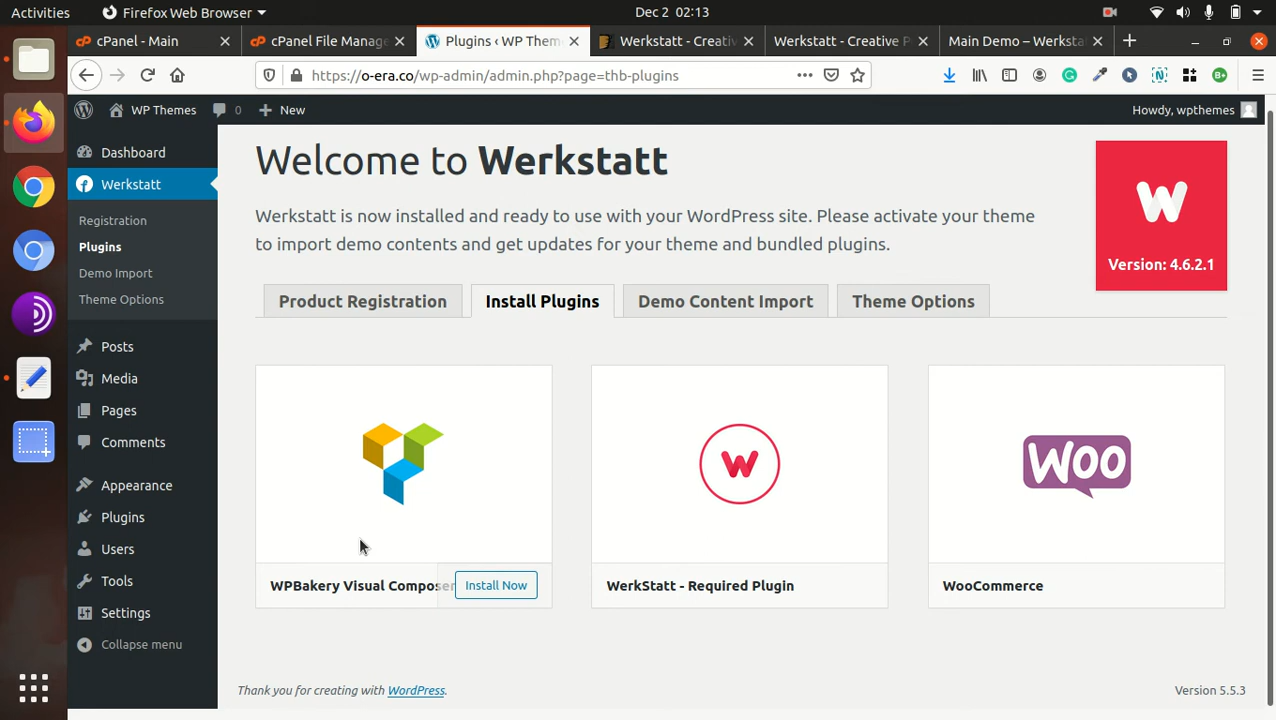 Activities
Firefox Web Browser
Dec 2 02:13
cPanel - Main
cPanel File Manage
Plugins ‹ WP Them
Werkstatt - Creativ
Werkstatt - Creative P
Main Demo – Werksta
https://o-era.co/wp-admin/admin.php?page=thb-plugins
WP Themes
0
New
Howdy, wpthemes
Dashboard
Werkstatt
Registration
Plugins
Demo Import
Theme Options
Posts
Media
Pages
Comments
Appearance
Plugins
Users
Tools
Settings
Collapse menu
Welcome to Werkstatt
Werkstatt is now installed and ready to use with your WordPress site. Please activate your theme
to import demo contents and get updates for your theme and bundled plugins.
W
Version: 4.6.2.1
Product Registration
Install Plugins
Demo Content Import
Theme Options
W
WOO
WPBakery Visual Composer
Install Now
WerkStatt - Required Plugin
WooCommerce
Thank you for creating with WordPress.
Version 5.5.3